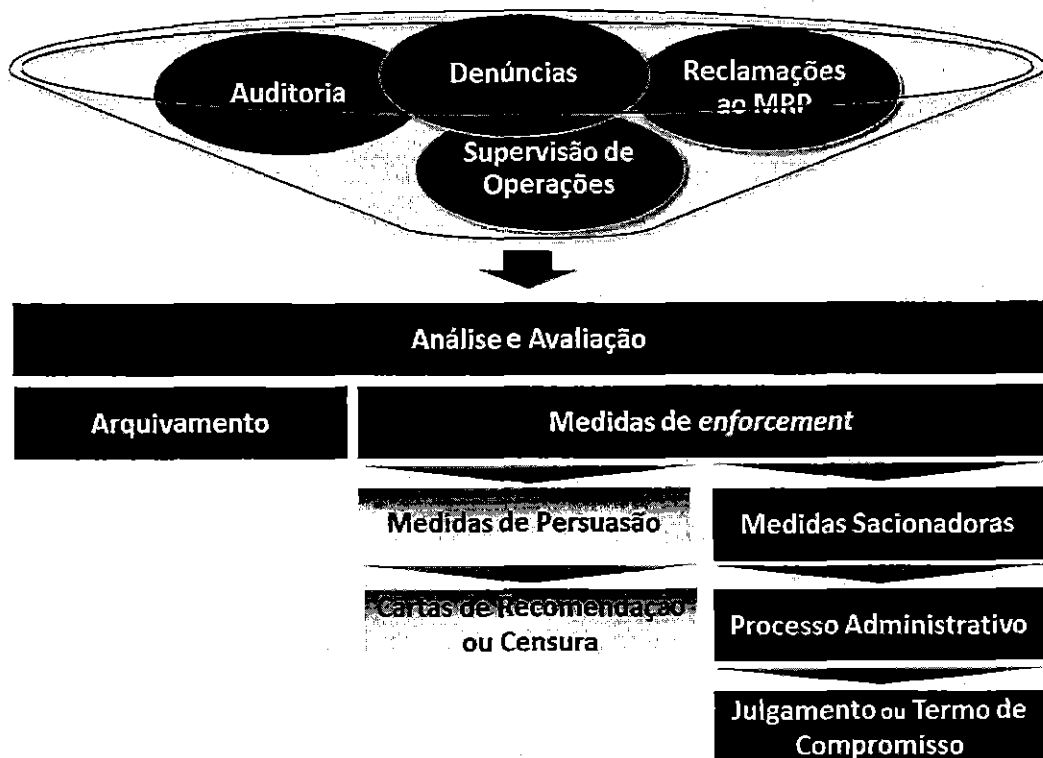 Denúncias
Auditoria
Reclamações
ao MRP
Supervisão de
Operações
Análise e Avaliação
Arquivamento
Medidas de enforcement
Medidas de Persuasão
Medidas Sacionadoras
Cartas de Recomendação
ou Censura
Processo Administrativo
Julgamento ou Termo de
Compromisso